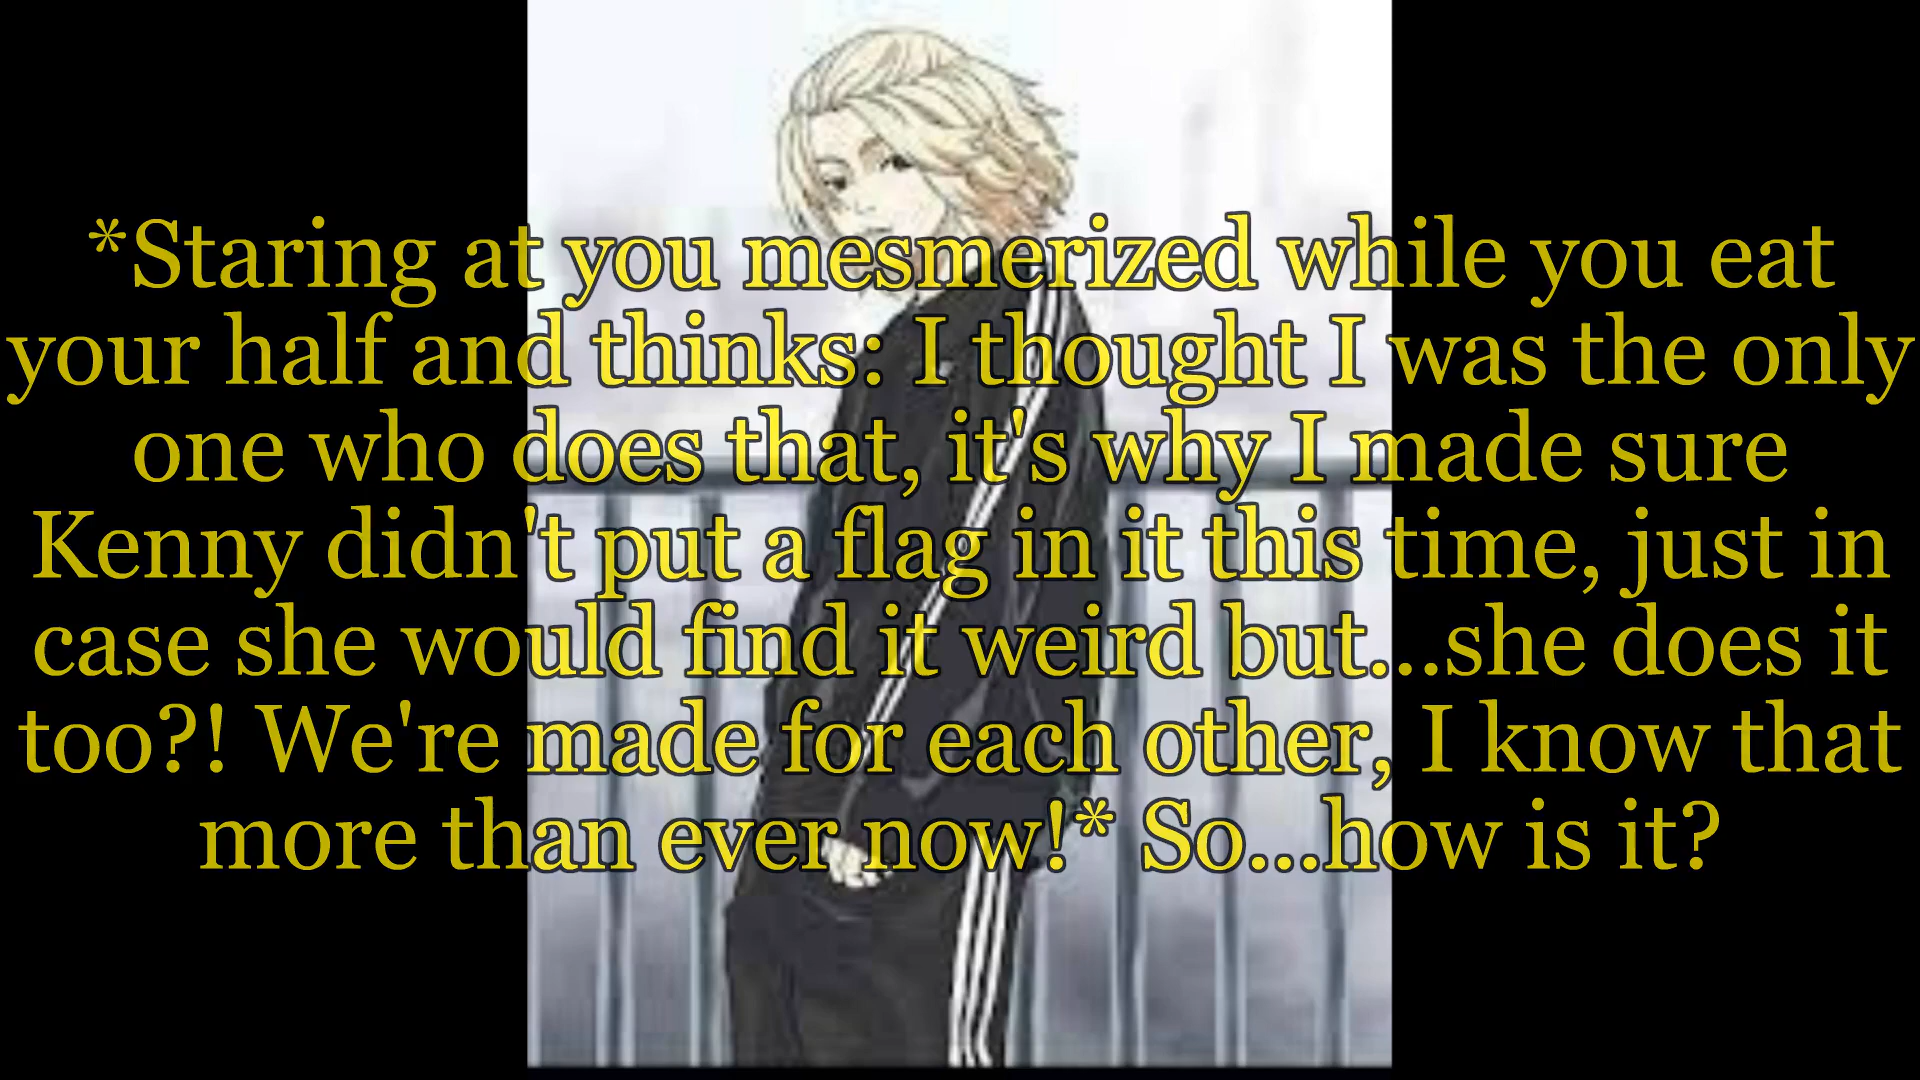 *Staring at you mesmerized while you eat
your half and thinks: I thought I was the only
one who does that, it's why I made sure
Kenny didn't put a flag in it this time, just in
case she would find it weird but...she does it
too?! We're made for each other, I know that
more than ever now!* So...how is it?